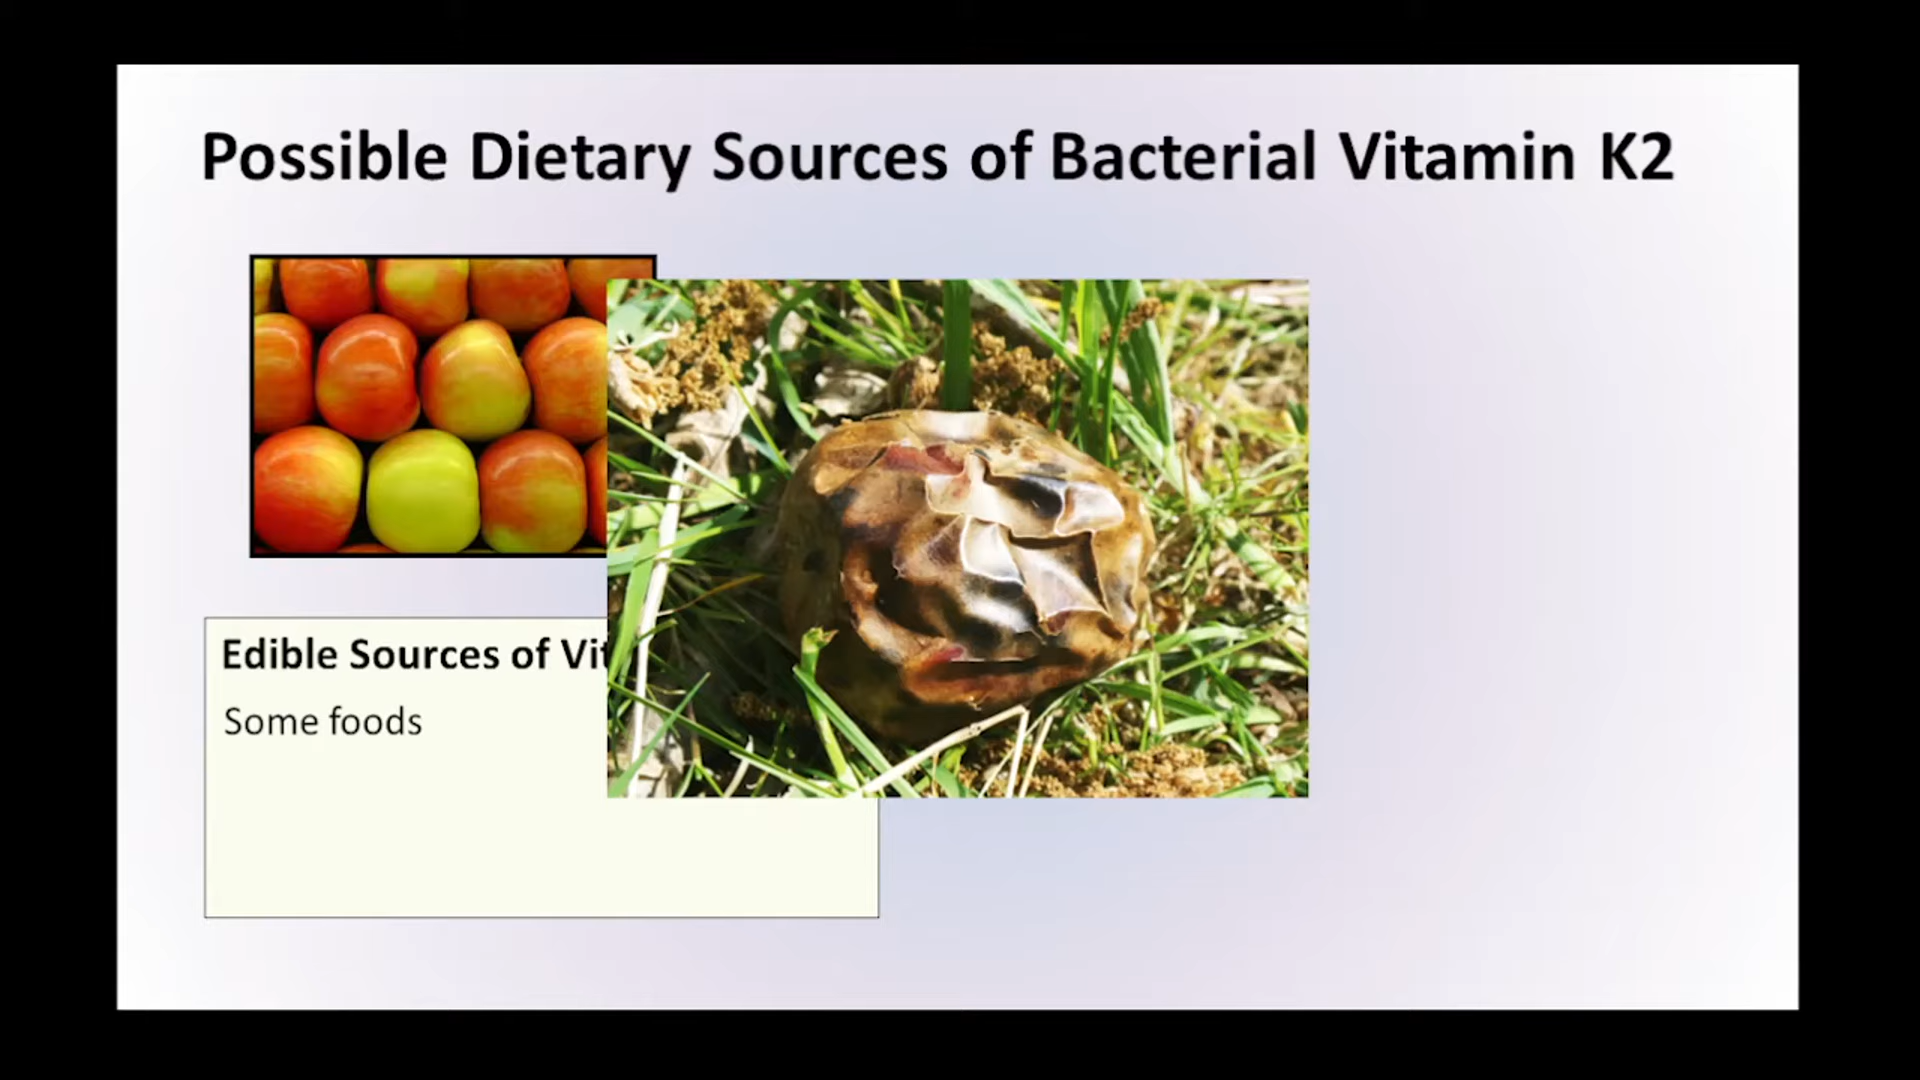 Possible Dietary Sources of Bacterial Vitamin K2
Edible Sources of Vit
Some foods